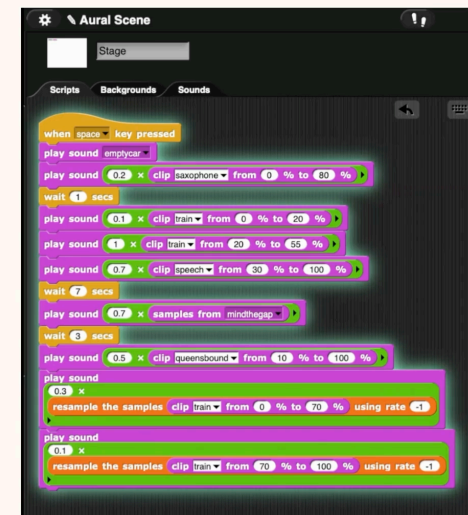 Aural Scene
Stage
Scripts Backgrounds Sounds
when space key pressed
play sound emptycar
play sound 0.2 × clip saxophone from 0 % to 80 %
wait 1 secs
play sound 0.1 × clip train from 0 % to 20 %
play sound 1 × clip train from 20 % to 55 %
play sound 0.7 × clip speech from 30 % to 100 %
wait 7 secs
play sound 0.7 × samples from mindthegap
wait 3 secs
play sound 0.5 × clip queensbound from 10 % to 100 %
play sound
0.3 ×
resample the samples clip train from 0 % to 70 % using rate -1
play sound
0.1 ×
resample the samples clip train from 70 % to 100 % using rate -1